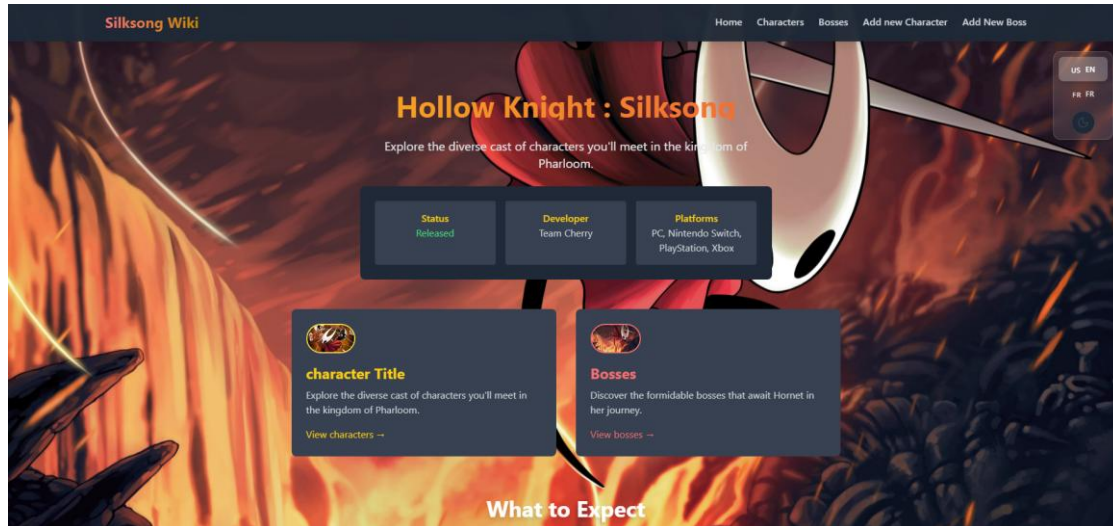 Silksong Wiki
Home Characters Bosses Add new Character Add New Boss
US EN
FR FR
Hollow Knight : Silksong
Explore the diverse cast of characters you'll meet in the kingdom of
Pharloom.
Status
Released
Developer
Team Cherry
Platforms
PC, Nintendo Switch,
PlayStation, Xbox
character Title
Explore the diverse cast of characters you'll meet in
the kingdom of Pharloom.
View characters →
Bosses
Discover the formidable bosses that await Hornet in
her journey.
View bosses →
What to Expect